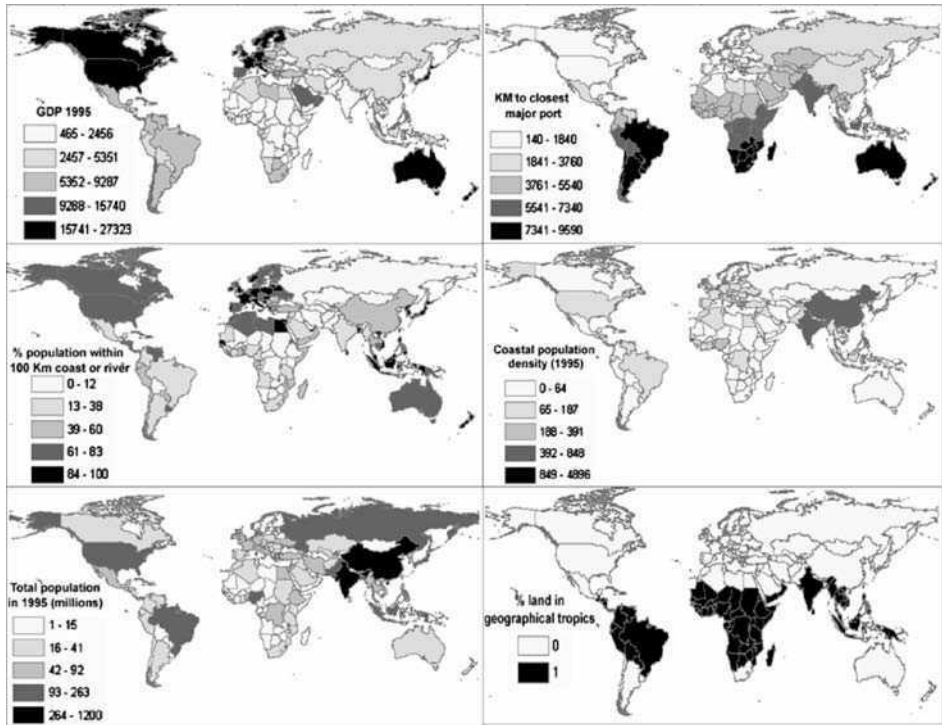 GDP 1995
465 - 2456
2457 - 5351
5352 - 9287
9288 - 15740
15741 - 27323
KM to closest
major port
140 - 1840
1841 - 3760
3761 - 5540
5541 - 7340
7341 - 9590
% population within
100 Km coast or river
0 - 12
13 - 38
39 - 60
61 - 83
84 - 100
Coastal population
density (1995)
0 - 64
65 - 187
188 - 391
392 - 848
849 - 4896
Total population
in 1995 (millions)
1 - 15
16 - 41
42 - 92
93 - 263
264 - 1200
% land in
geographical tropics
0
1